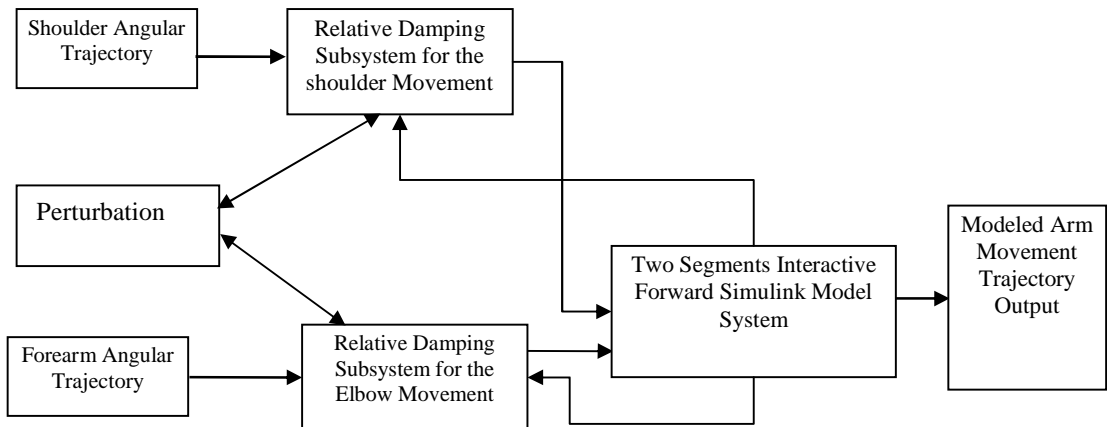 Shoulder Angular
Trajectory
Relative Damping
Subsystem for the
shoulder Movement
Perturbation
Two Segments Interactive
Forward Simulink Model
System
Modeled Arm
Movement
Trajectory
Output
Forearm Angular
Trajectory
Relative Damping
Subsystem for the
Elbow Movement